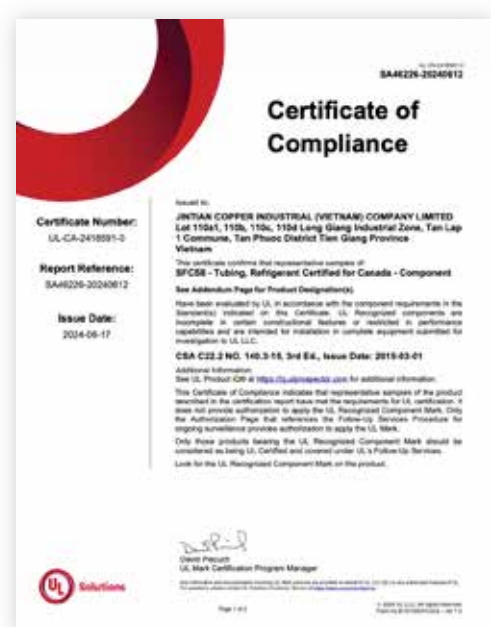 SA46226-20240612
Certificate of
Compliance
Certificate Number:
UL-CA-2418591-0
Report Reference:
SA46226-20240612
Issue Date:
2024-06-17
Issued to:
JINTIAN COPPER INDUSTRIAL (VIETNAM) COMPANY LIMITED
Lot 110a1, 110b, 110c, 110d Long Giang Industrial Zone, Tan Lap
1 Commune, Tan Phuoc District Tien Giang Province
Vietnam
This certificate confirms that representative samples of:
SFCS8 - Tubing, Refrigerant Certified for Canada - Component
See Addendum Page for Product Designation(s).
Have been evaluated by UL in accordance with the component requirements in the
Standard(s) indicated on this Certificate. UL Recognized components are
incomplete in certain constructional features or restricted in performance
capabilities and are intended for installation in complete equipment submitted for
investigation to UL LLC.
CSA C22.2 NO. 140.3-15, 3rd Ed., Issue Date: 2015-03-01
Additional Information:
See UL Product iQ® at https://iq.ulprospector.com for additional information.
This Certificate of Compliance indicates that representative samples of the product
described in the certification report have met the requirements for UL certification. It
does not provide authorization to apply the UL Recognized Component Mark. Only
the Authorization Page that references the Follow-Up Services Procedure for
ongoing surveillance provides authorization to apply the UL Mark.
Only those products bearing the UL Recognized Component Mark should be
considered as being UL Certified and covered under UL's Follow-Up Services.
Look for the UL Recognized Component Mark on the product.
David Piecuch
UL Mark Certification Program Manager
UL Solutions
Page 1 of 2